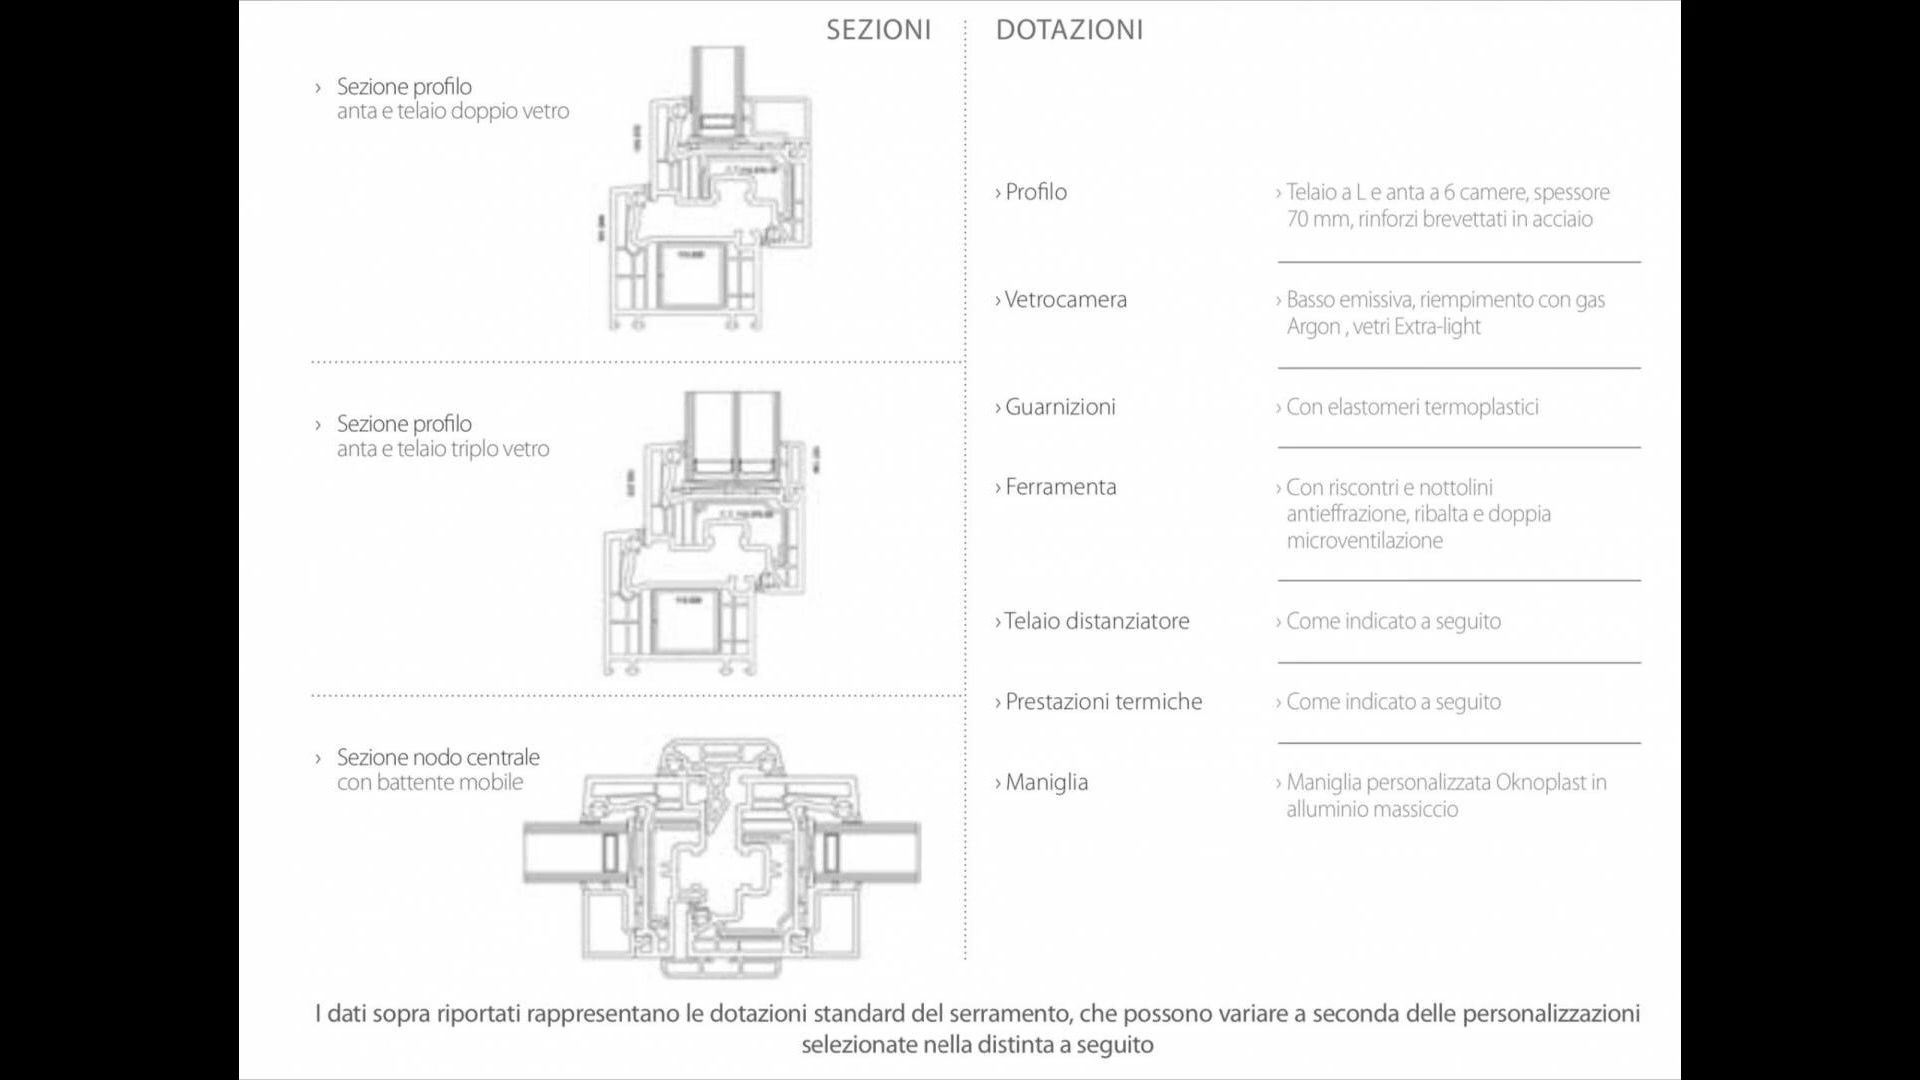 SEZIONI
› Sezione profilo
anta e telaio doppio vetro
› Sezione profilo
anta e telaio triplo vetro
› Sezione nodo centrale
con battente mobile
DOTAZIONI
› Profilo
› Telaio a L e anta a 6 camere, spessore
70 mm, rinforzi brevettati in acciaio
› Vetrocamera
› Basso emissiva, riempimento con gas
Argon , vetri Extra-light
› Guarnizioni
› Con elastomeri termoplastici
› Ferramenta
› Con riscontri e nottolini
antieffrazione, ribalta e doppia
microventilazione
› Telaio distanziatore
› Come indicato a seguito
› Prestazioni termiche
› Come indicato a seguito
› Maniglia
› Maniglia personalizzata Oknoplast in
alluminio massiccio
I dati sopra riportati rappresentano le dotazioni standard del serramento, che possono variare a seconda delle personalizzazioni
selezionate nella distinta a seguito